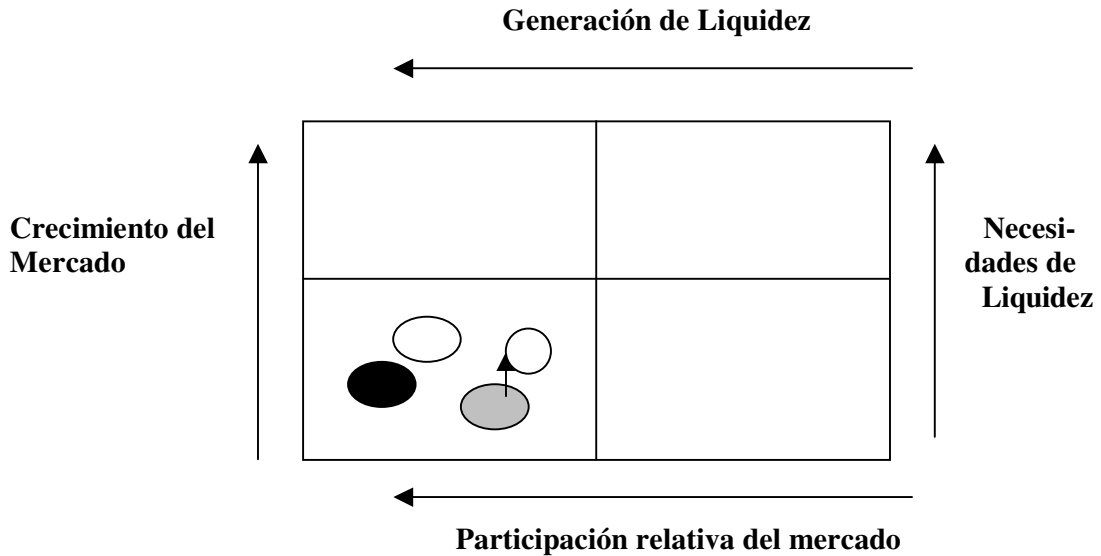 Generación de Liquidez
Crecimiento del
Mercado
Necesi-
dades de
Liquidez
Participación relativa del mercado